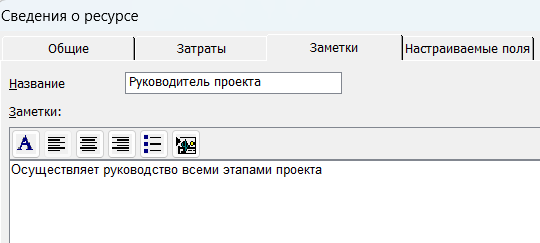 Сведения о ресурсе
Общие Затраты Заметки Настраиваемые поля
Название Руководитель проекта
Заметки:
A
Осуществляет руководство всеми этапами проекта